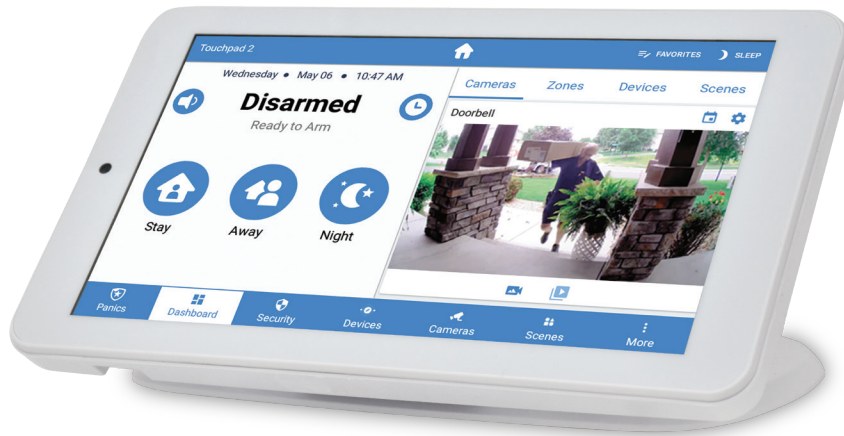 Touchpad 2
FAVORITES
SLEEP
Wednesday • May 06 • 10:47 AM
Disarmed
Ready to Arm
Stay
Away
Night
Cameras Zones Devices Scenes
Doorbell
Panics Dashboard Security Devices Cameras Scenes More